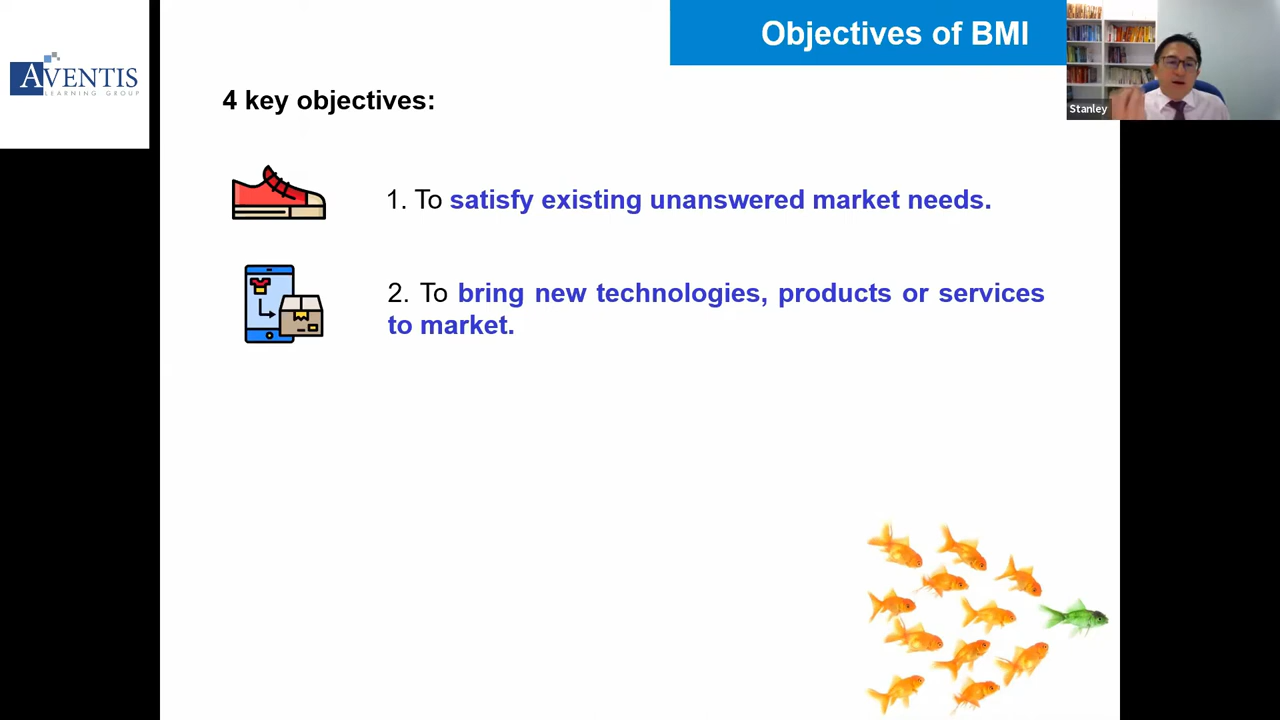 AVENTIS
LEARNING GROUP
Objectives of BMI
Stanley
4 key objectives:
1. To satisfy existing unanswered market needs.
2. To bring new technologies, products or services
to market.